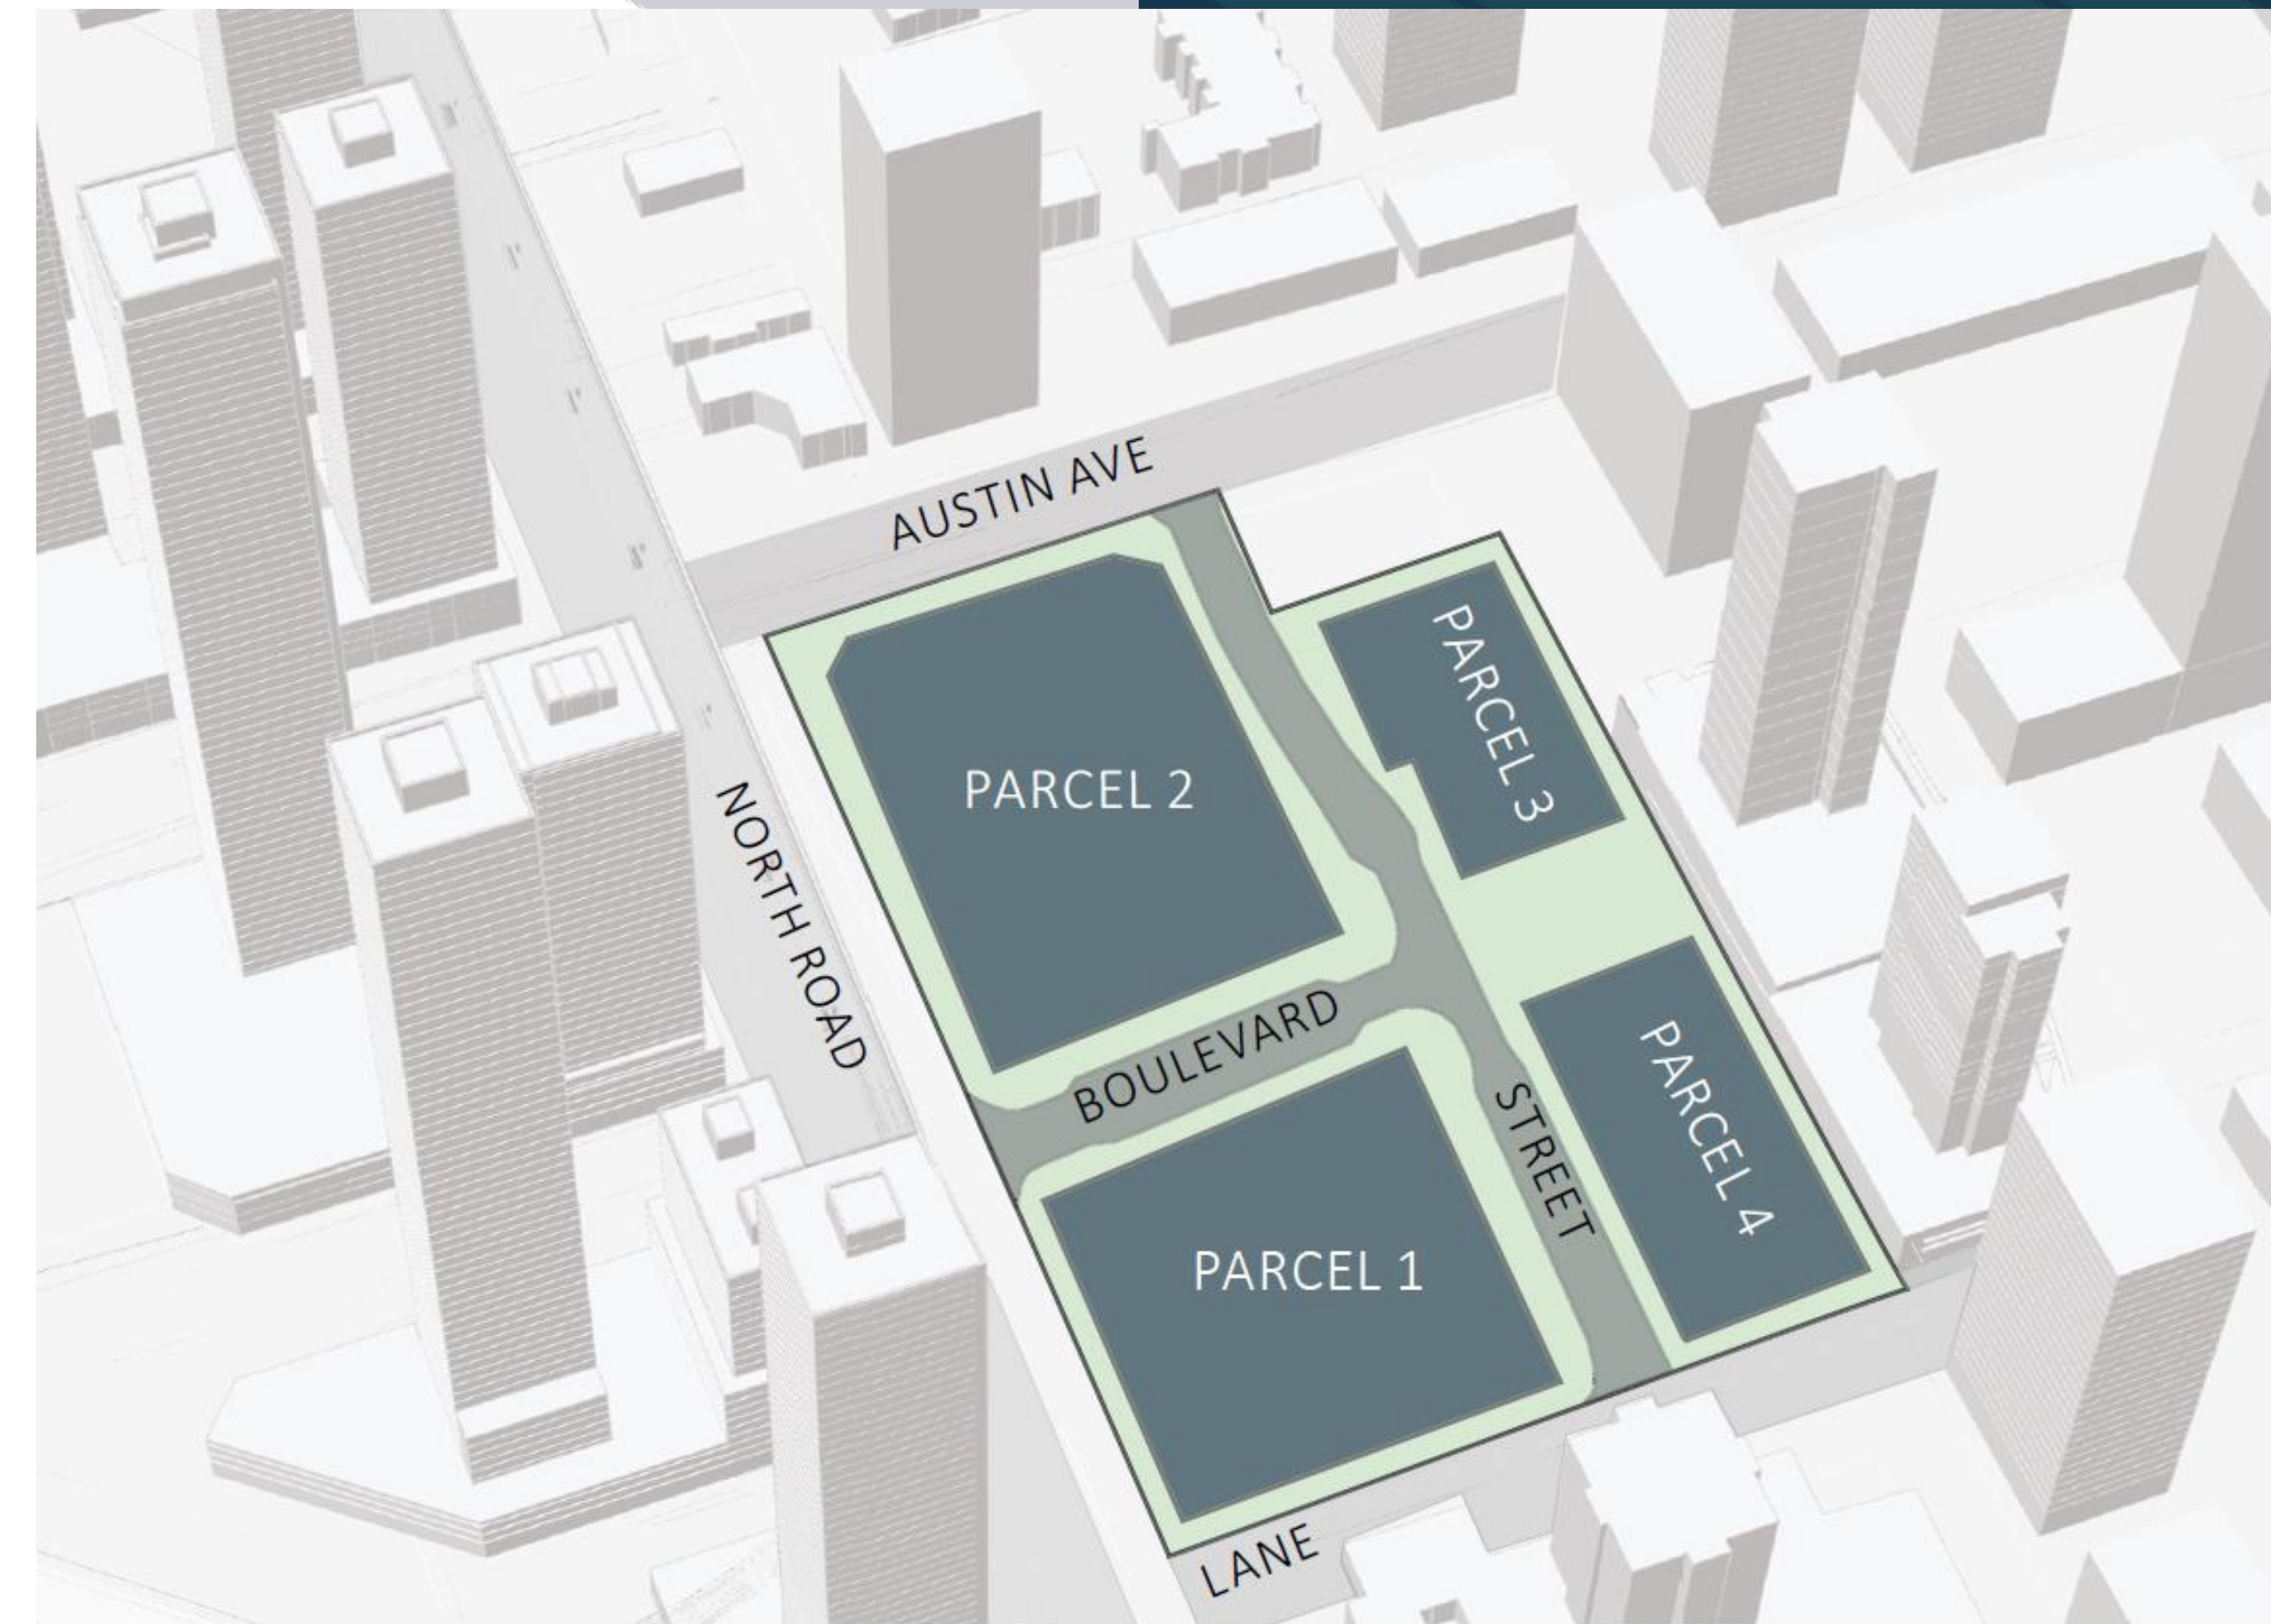 AUSTIN AVE
PARCEL 3
PARCEL 2
NORTH ROAD
BOULEVARD
STREET
PARCEL 4
PARCEL 1
LANE